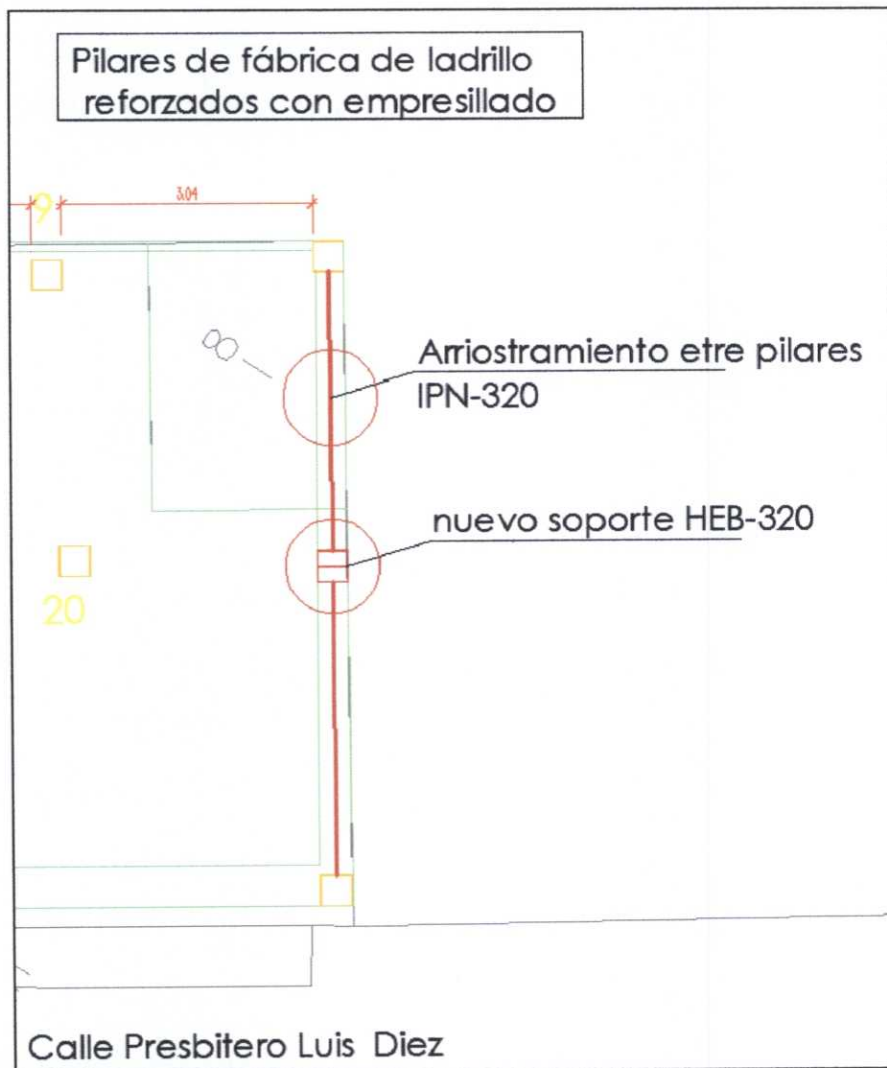 Pilares de fábrica de ladrillo
reforzados con empresillado
9
3.04
8
Arriostramiento etre pilares
IPN-320
nuevo soporte HEB-320
20
Calle Presbitero Luis Diez